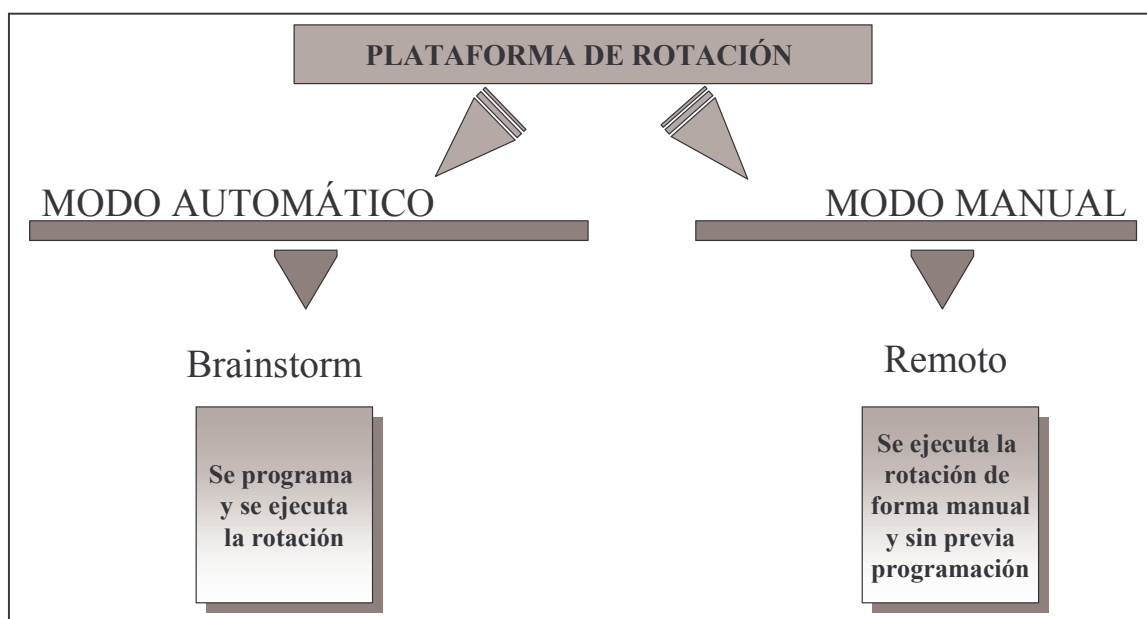 PLATAFORMA DE ROTACIÓN
MODO AUTOMÁTICO
MODO MANUAL
Brainstorm
Remoto
Se programa
y se ejecuta
la rotación
Se ejecuta la
rotación de
forma manual
y sin previa
programación